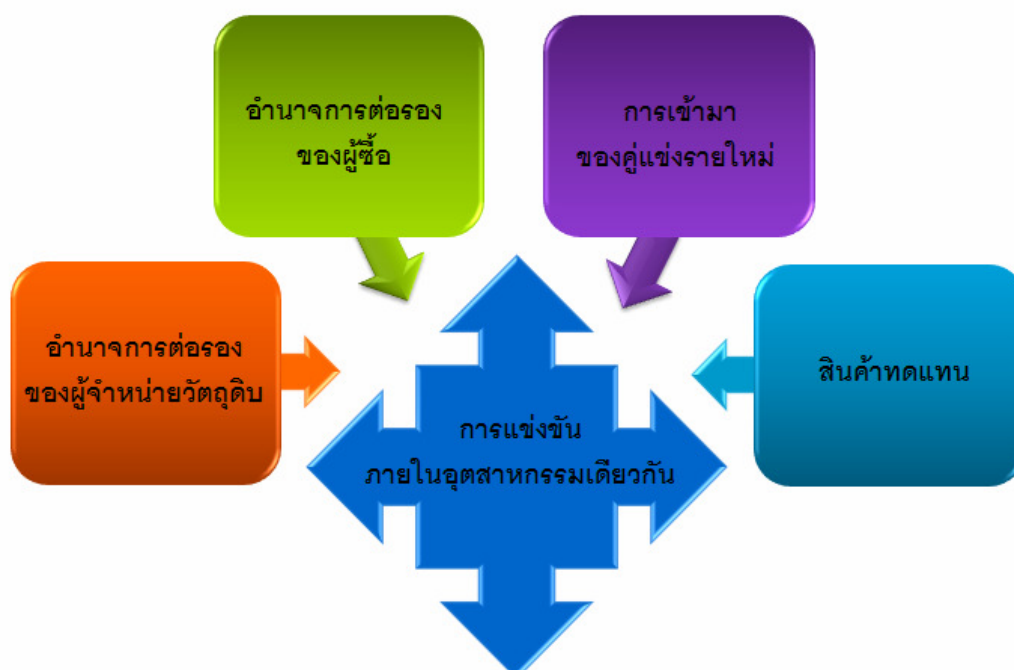 อำนาจการต่อรอง
ของผู้ซื้อ
การเข้ามา
ของคู่แข่งรายใหม่
อำนาจการต่อรอง
ของผู้จำหน่ายวัตถุดิบ
สินค้าทดแทน
การแข่งขัน
ภายในอุตสาหกรรมเดียวกัน